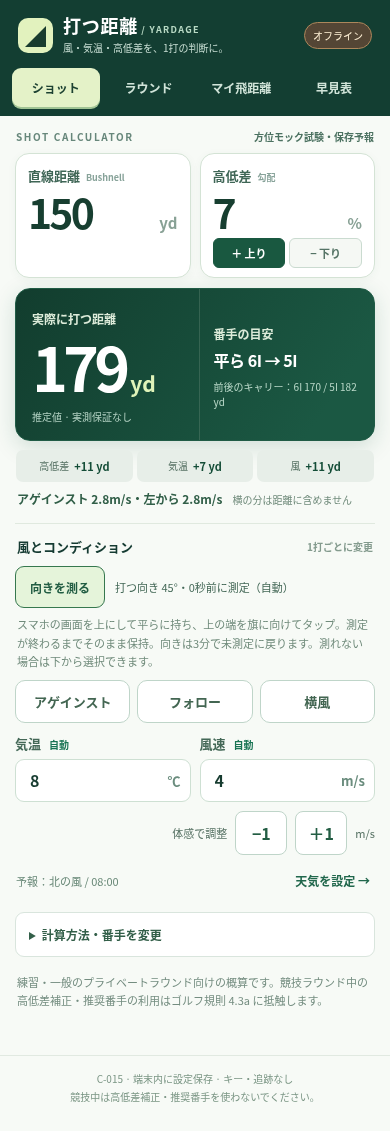 打つ距離 / YARDAGE
風・気温・高低差を、1打の判断に。
オフライン
ショット ラウンド マイ飛距離 早見表
SHOT CALCULATOR 方位モック試験・保存予報
直線距離 Bushnell
150 yd
高低差 勾配
7 %
＋上り −下り
実際に打つ距離
179 yd
推定値・実測保証なし
番手の目安
平ら 6I → 5I
前後のキャリー：6I 170 / 5I 182
yd
高低差 +11 yd 気温 +7 yd 風 +11 yd
アゲインスト 2.8m/s・左から 2.8m/s 横の分は距離に含めません
風とコンディション 1打ごとに変更
向きを測る 打つ向き 45°・0秒前に測定（自動）
スマホの画面を上にして平らに持ち、上の端を旗に向けてタップ。測定
が終わるまでそのまま保持。向きは3分で未測定に戻ります。測れない
場合は下から選択できます。
アゲインスト フォロー 横風
気温 自動 風速 自動
8 ℃ 4 m/s
体感で調整 −1 ＋1 m/s
予報：北の風 / 08:00 天気を設定 →
▶ 計算方法・番手を変更
練習・一般のプライベートラウンド向けの概算です。競技ラウンド中の
高低差補正・推奨番手の利用はゴルフ規則 4.3a に抵触します。
C-015・端末内に設定保存・キー・追跡なし
競技中は高低差補正・推奨番手を使わないでください。